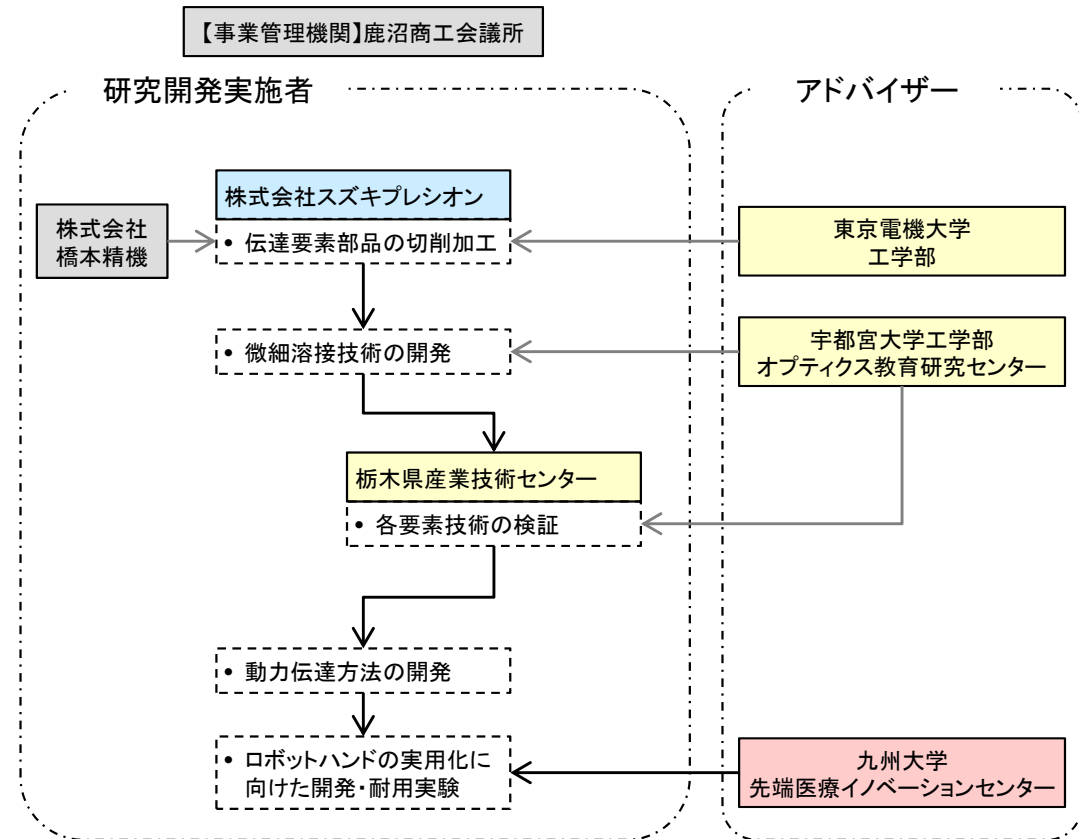 【事業管理機関】鹿沼商工会議所
研究開発実施者
アドバイザー
株式会社スズキプレシオン
• 伝達要素部品の切削加工
株式会社
橋本精機
東京電機大学
工学部
• 微細溶接技術の開発
宇都宮大学工学部
オプティクス教育研究センター
栃木県産業技術センター
• 各要素技術の検証
• 動力伝達方法の開発
• ロボットハンドの実用化に
向けた開発・耐用実験
九州大学
先端医療イノベーションセンター